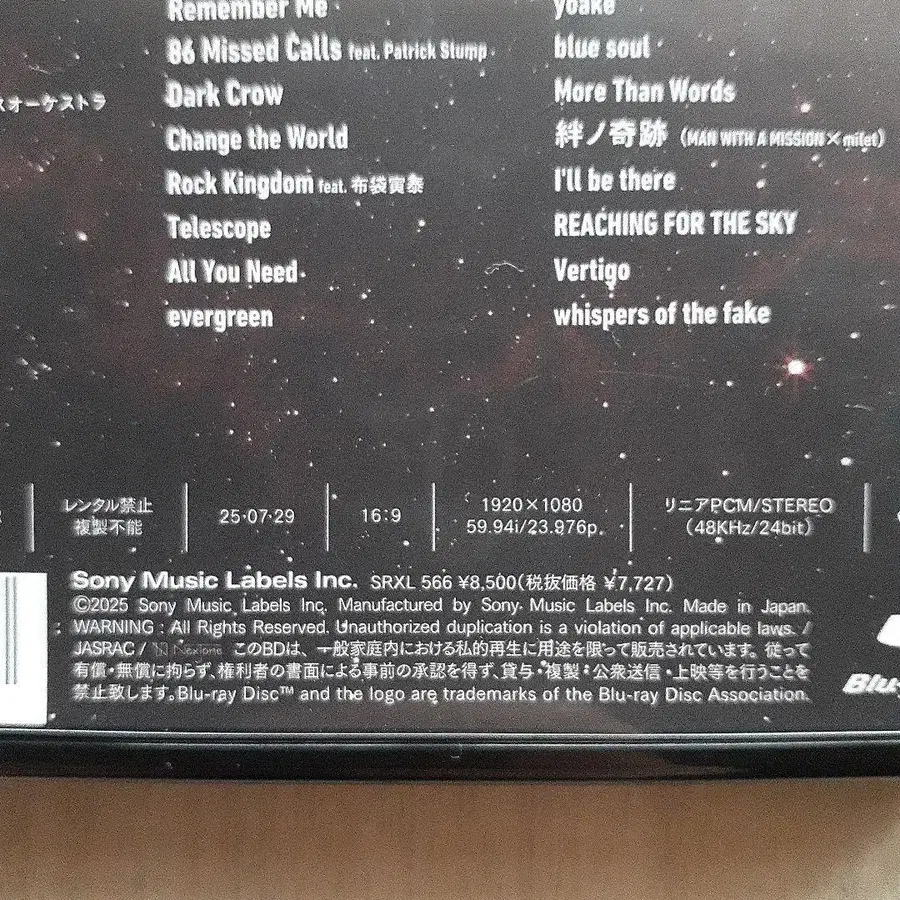 スオーケストラ
Remember Me
86 Missed Calls feat. Patrick Stump
Dark Crow
Change the World
Rock Kingdom feat. 布袋寅泰
Telescope
All You Need
evergreen
yoake
blue soul
More Than Words
絆ノ奇跡 (MAN WITH A MISSION×milet)
I'll be there
REACHING FOR THE SKY
Vertigo
whispers of the fake
レンタル禁止
複製不能
25·07·29
16:9
1920×1080
59.94i/23.976p
リニアPCM/STEREO
(48KHz/24bit)
Sony Music Labels Inc. SRXL 566 ¥8,500(税抜価格 ¥7,727)
©2025 Sony Music Labels Inc. Manufactured by Sony Music Labels Inc. Made in Japan.
WARNING : All Rights Reserved. Unauthorized duplication is a violation of applicable laws. /
JASRAC / Nexione このBDは、一般家庭内における私的再生に用途を限って販売されています。従って
有償・無償に拘らず、権利者の書面による事前の承認を得ず、貸与・複製・公衆送信・上映等を行うことを
禁止致します。Blu-ray Disc™ and the logo are trademarks of the Blu-ray Disc Association.
Blu-